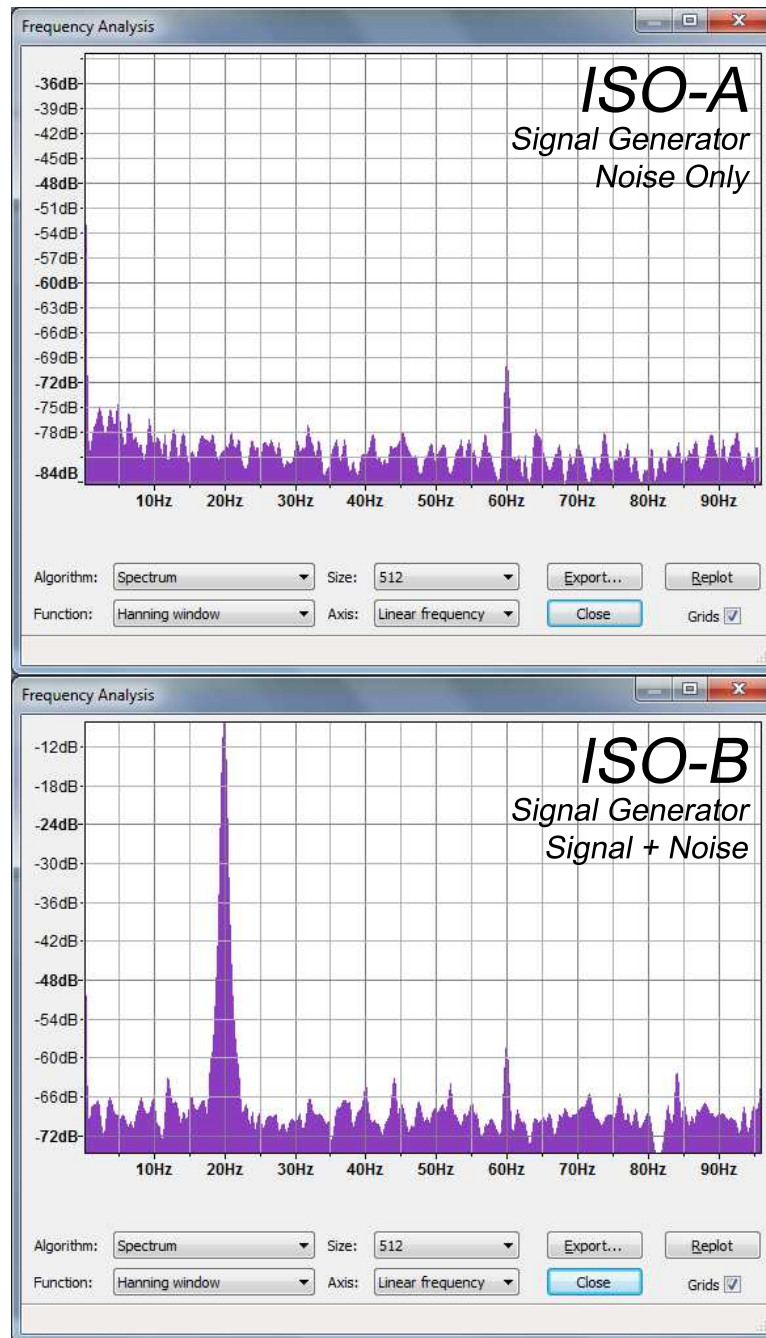 Frequency Analysis
ISO-A
Signal Generator
Noise Only
-36dB
-39dB
-42dB
-45dB
-48dB
-51dB
-54dB
-57dB
-60dB
-63dB
-66dB
-69dB
-72dB
-75dB
-78dB
-84dB
10Hz 20Hz 30Hz 40Hz 50Hz 60Hz 70Hz 80Hz 90Hz
Algorithm: Spectrum Size: 512 Export... Replot
Function: Hanning window Axis: Linear frequency Close Grids
Frequency Analysis
ISO-B
Signal Generator
Signal + Noise
-12dB
-18dB
-24dB
-30dB
-36dB
-42dB
-48dB
-54dB
-60dB
-66dB
-72dB
10Hz 20Hz 30Hz 40Hz 50Hz 60Hz 70Hz 80Hz 90Hz
Algorithm: Spectrum Size: 512 Export... Replot
Function: Hanning window Axis: Linear frequency Close Grids